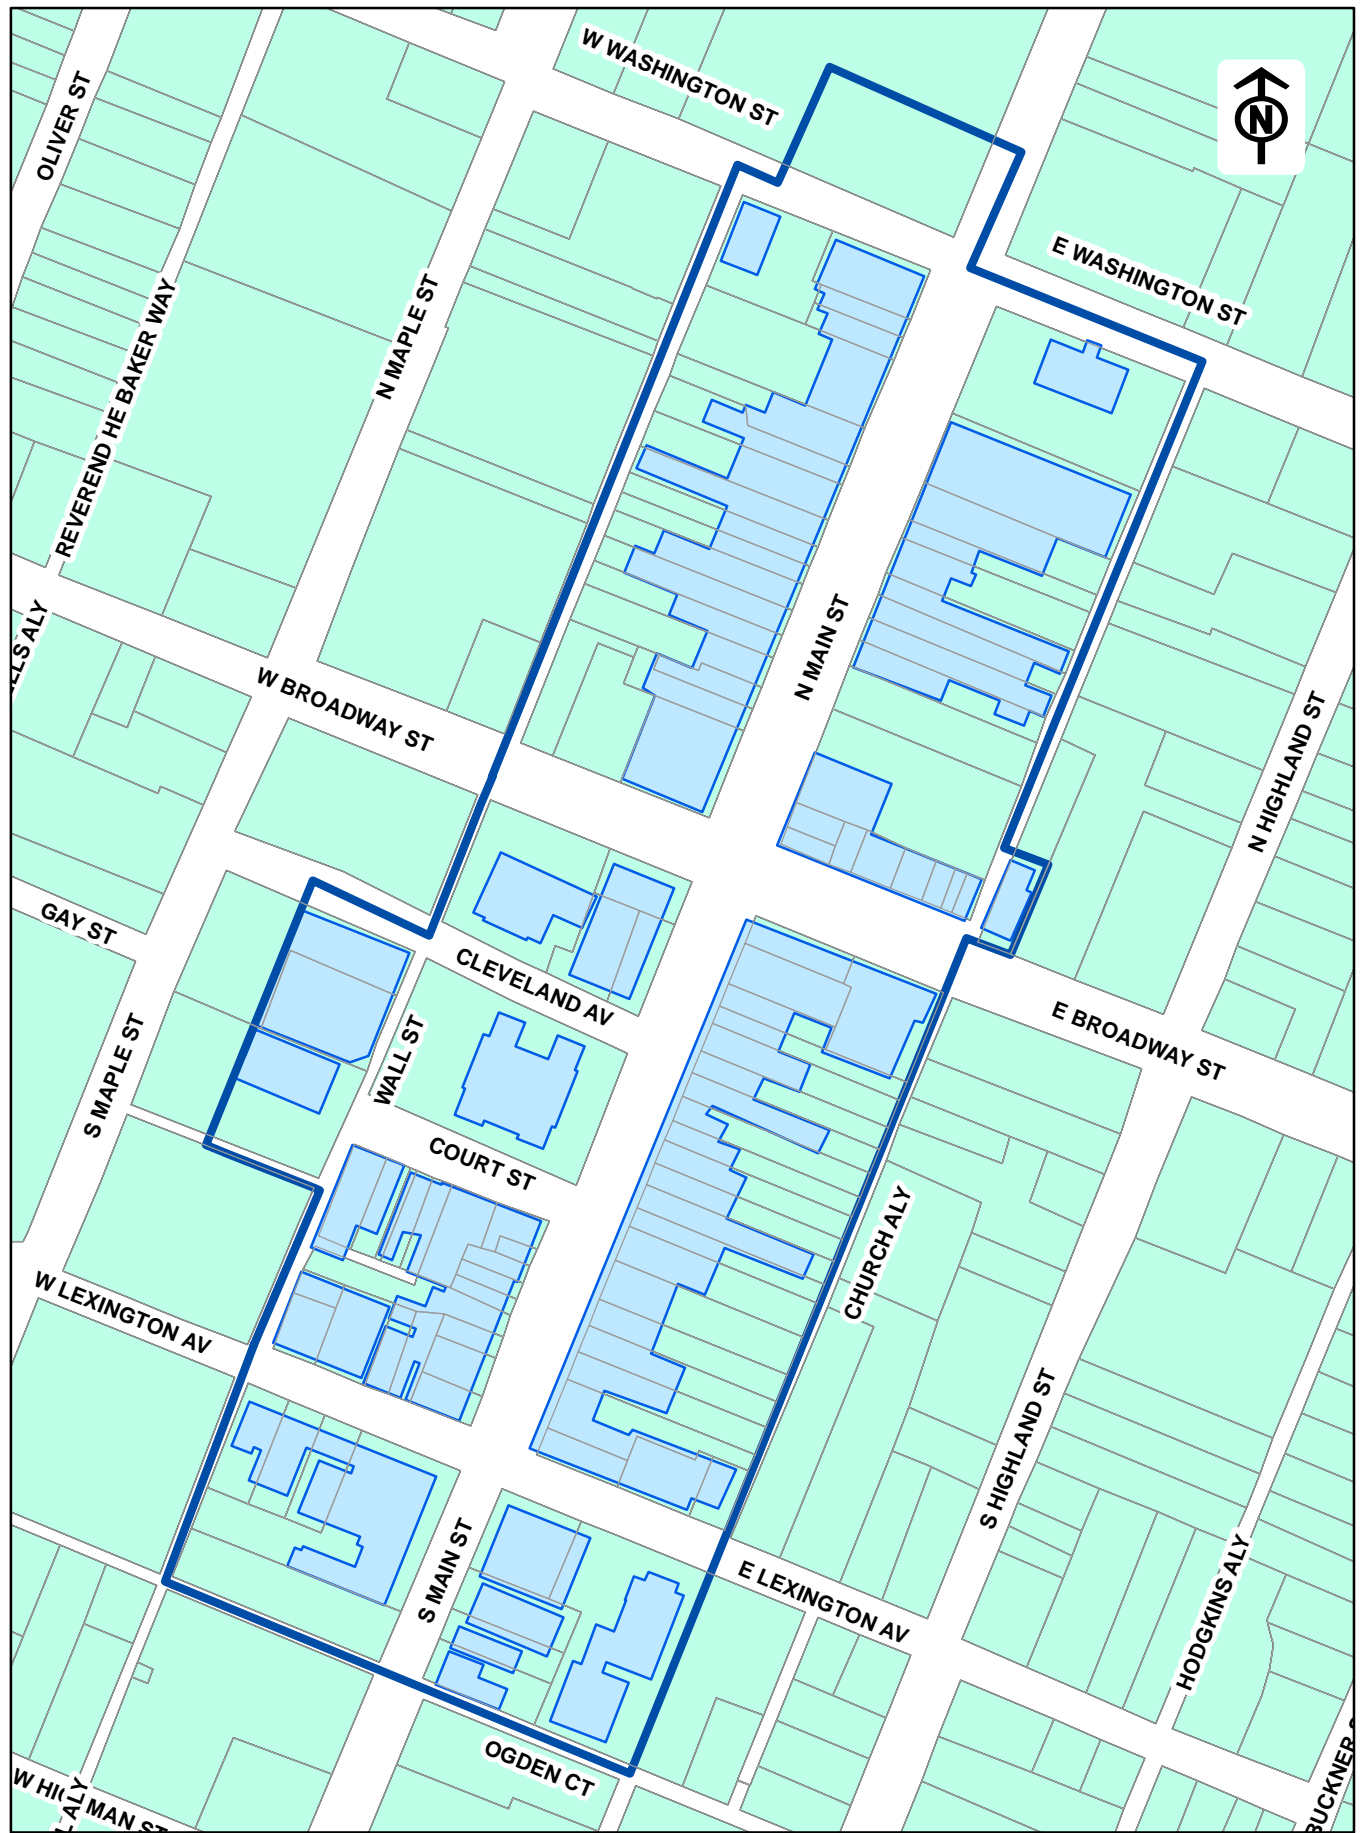 W WASHINGTON ST
OLIVER ST
N
E WASHINGTON ST
REVEREND HE BAKER WAY
N MAPLE ST
N MAIN ST
W BROADWAY ST
N HIGHLAND ST
GAY ST
CLEVELAND AV
WALL ST
S MAPLE ST
E BROADWAY ST
COURT ST
CHURCH ALY
W LEXINGTON AV
S HIGHLAND ST
S MAIN ST
E LEXINGTON AV
HODGKINS ALY
OGDEN CT
BUCKNER